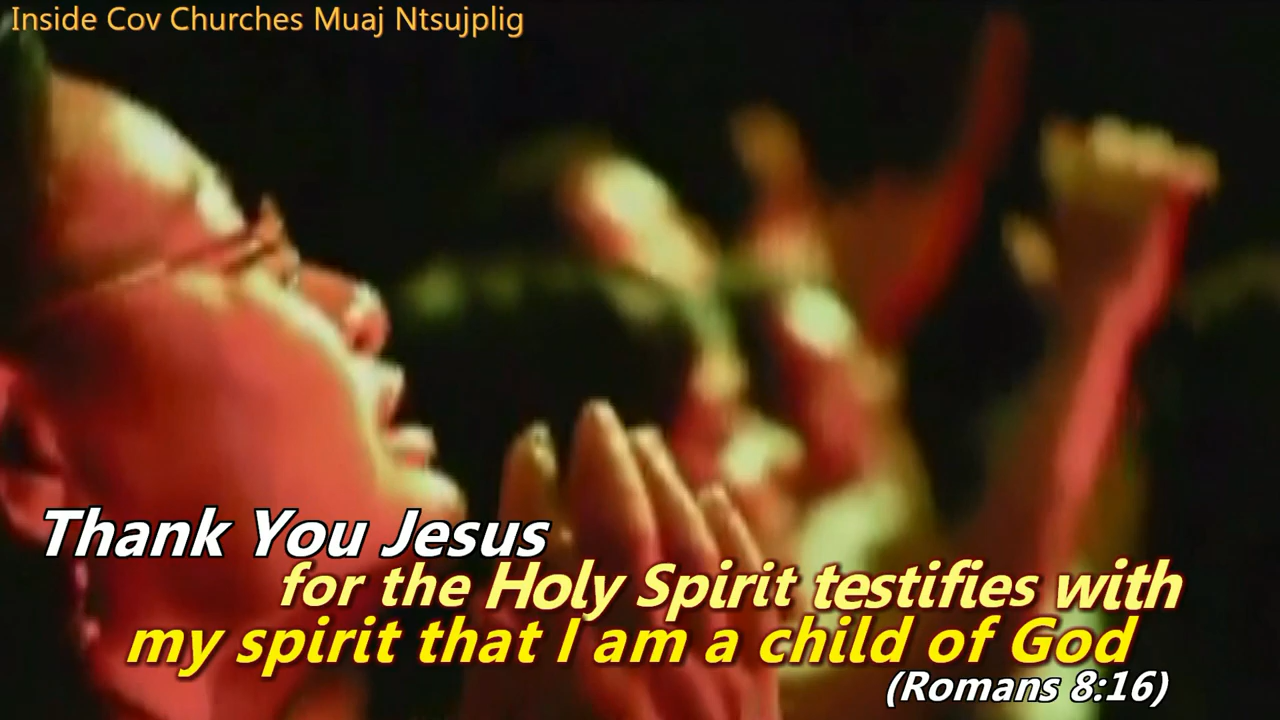 Inside Cov Churches Muaj Ntsujplig
Thank You Jesus
for the Holy Spirit testifies with
my spirit that I am a child of God
(Romans 8:16)